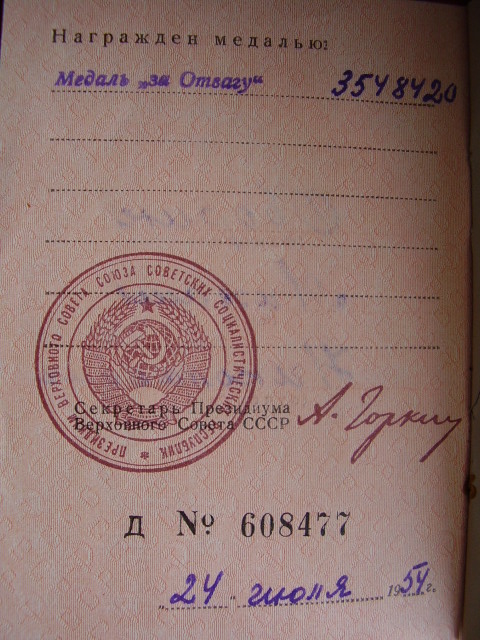 Награжден медалью:
Медаль „за Отвагу“ 3548420
ПРЕЗИДИУМ ВЕРХОВНОГО СОВЕТА СОЮЗА СОВЕТСКИХ СОЦИАЛИСТИЧЕСКИХ РЕСПУБЛИК
Секретарь Президиума
Верховного Совета СССР А. Горкин
Д № 608477
„24“ июля 1954 г.